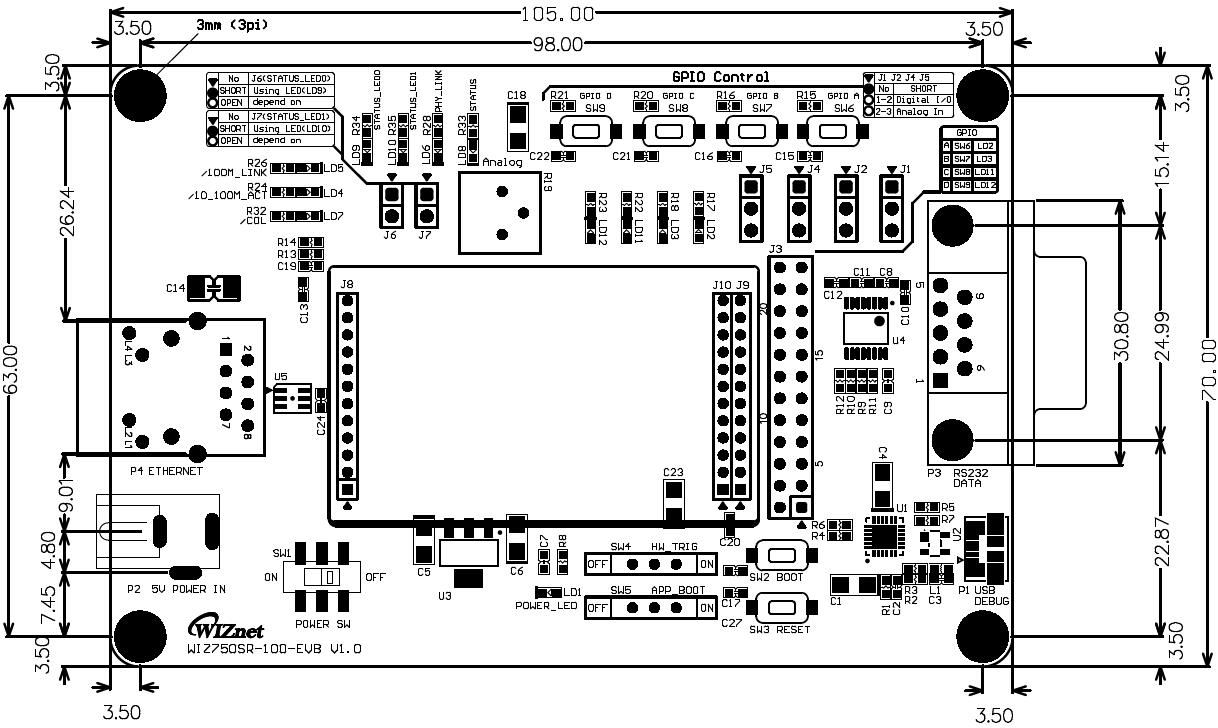 105.00
3.50
3mm (3pi)
3.50
98.00
3.50
3.50
No J6(STATUS_LED0)
SHORT Using LED(LD9)
OPEN depend on
No J7(STATUS_LED1)
SHORT Using LED(LD10)
OPEN depend on
STATUS_LED0
STATUS_LED1
PHY_LINK
STATUS
R34
R35
R28
R33
LD9
LD10
LD6
LD8
C18
Analog
R19
GPIO Control
R21 GPIO D
SW9
R20 GPIO C
SW8
R16 GPIO B
SW7
R15 GPIO A
SW6
C22
C21
C16
C15
J1 J2 J4 J5
No SHORT
1-2 Digital I/O
2-3 Analog In
GPIO
A SW6 LD2
B SW7 LD3
C SW8 LD11
D SW9 LD12
15.14
R26
/100M_LINK
LD5
R24
/10_100M_ACT
LD4
R32
/COL
LD7
26.24
J6
J7
J5
J4
J2
J1
R23
R22
R18
R17
LD12
LD11
LD3
LD2
R14
R13
C19
C14
C13
J8
J10
J9
J3
20
15
10
5
C11 C8
C12
C10
U4
5
9
1
6
R12
R10
R9
R11
C9
63.00
30.80
24.99
70.00
L4
L3
L2
L1
1
2
7
8
U5
C24
P4 ETHERNET
9.01
4.80
7.45
P2 5V POWER IN
P3 RS232
DATA
22.87
C4
C23
U1
R5
R7
U2
R6
R4
C20
SW1
ON
OFF
POWER SW
C5
U3
C6
C7
R8
LD1
POWER_LED
SW4 HW_TRIG
OFF
ON
SW5 APP_BOOT
OFF
ON
SW2 BOOT
C17
C27
SW3 RESET
C1
R1
C2
R3
R2
L1
C3
P1 USB
DEBUG
WIZnet
WIZ750SR-100-EVB V1.0
3.50
3.50
3.50
3.50